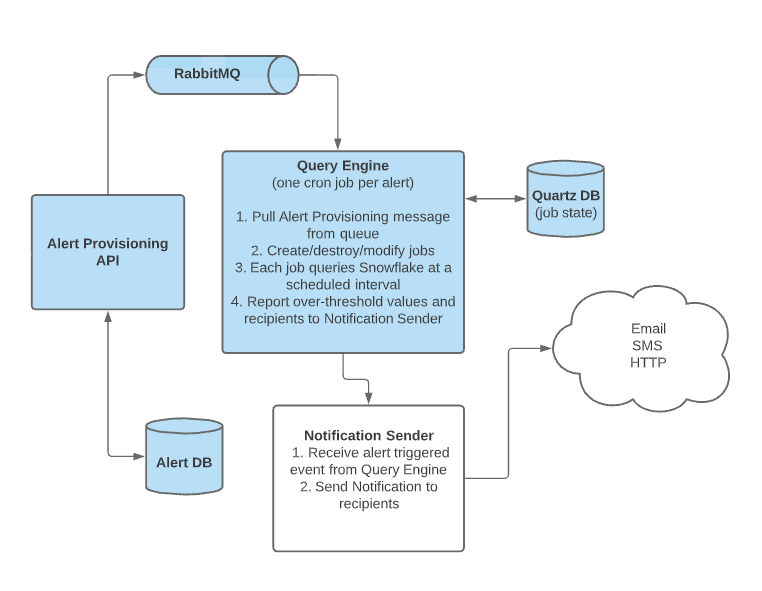 RabbitMQ
Query Engine
(one cron job per alert)
1. Pull Alert Provisioning message
from queue
2. Create/destroy/modify jobs
3. Each job queries Snowflake at a
scheduled interval
4. Report over-threshold values and
recipients to Notification Sender
Quartz DB
(job state)
Alert Provisioning
API
Email
SMS
HTTP
Alert DB
Notification Sender
1. Receive alert triggered
event from Query Engine
2. Send Notification to
recipients